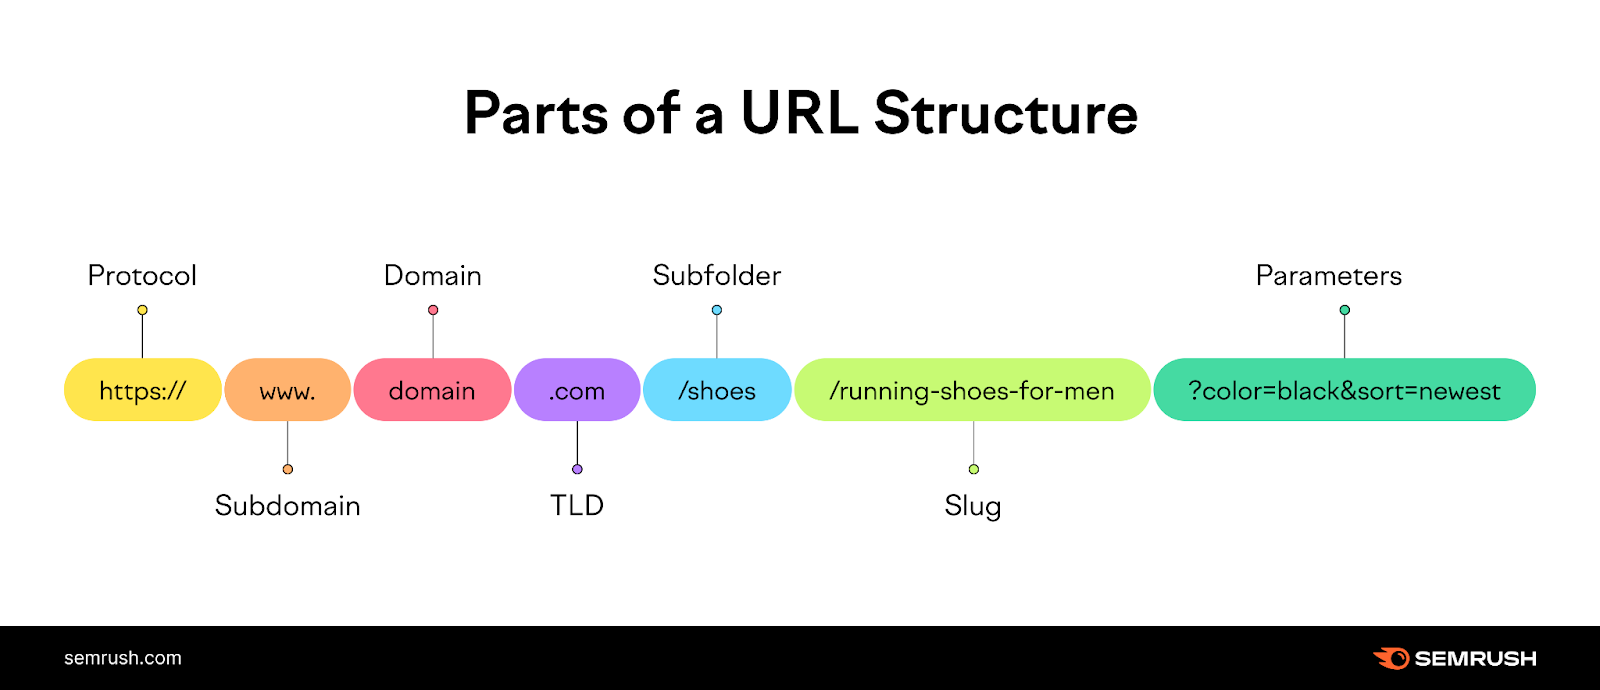 Parts of a URL Structure
Protocol Domain Subfolder Parameters
https:// www. domain .com /shoes /running-shoes-for-men ?color=black&sort=newest
Subdomain TLD Slug
semrush.com SEMRUSH